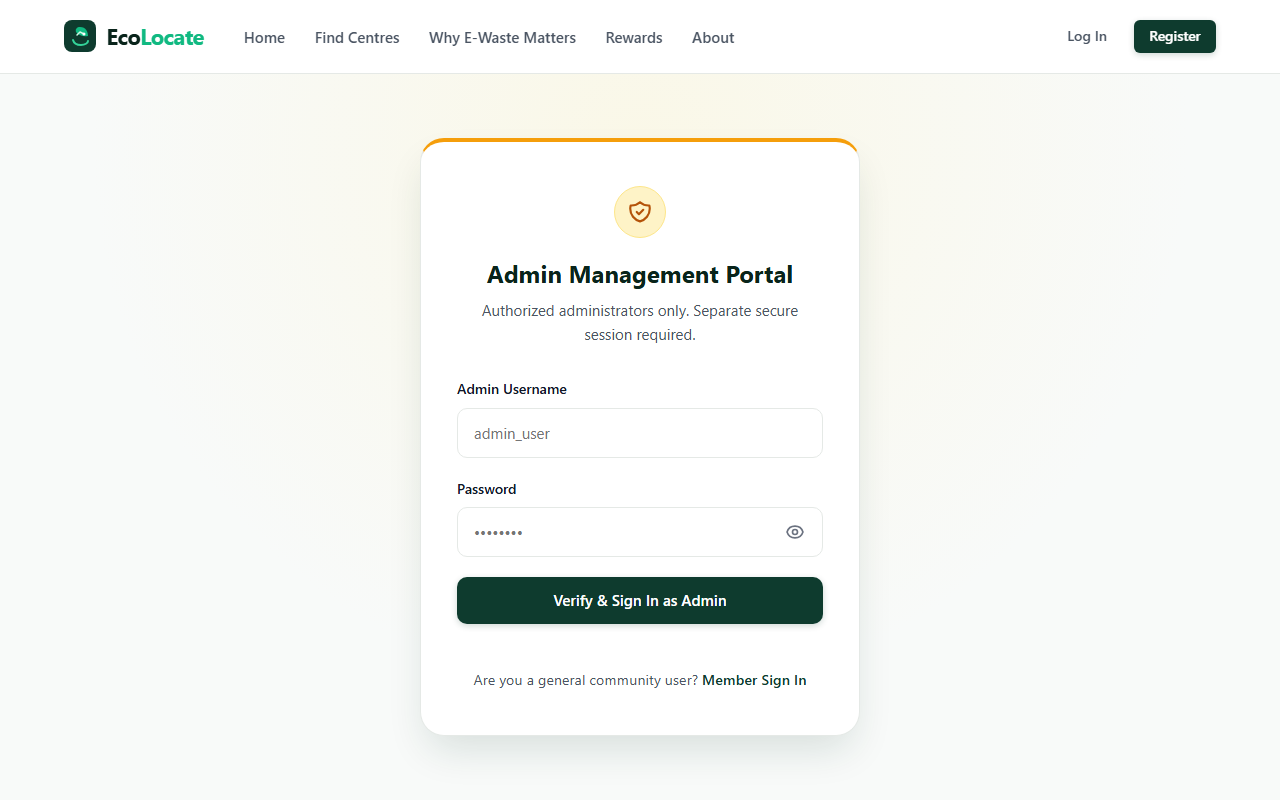 EcoLocate
Home
Find Centres
Why E-Waste Matters
Rewards
About
Log In
Register
Admin Management Portal
Authorized administrators only. Separate secure
session required.
Admin Username
admin_user
Password
••••••••
Verify & Sign In as Admin
Are you a general community user? Member Sign In